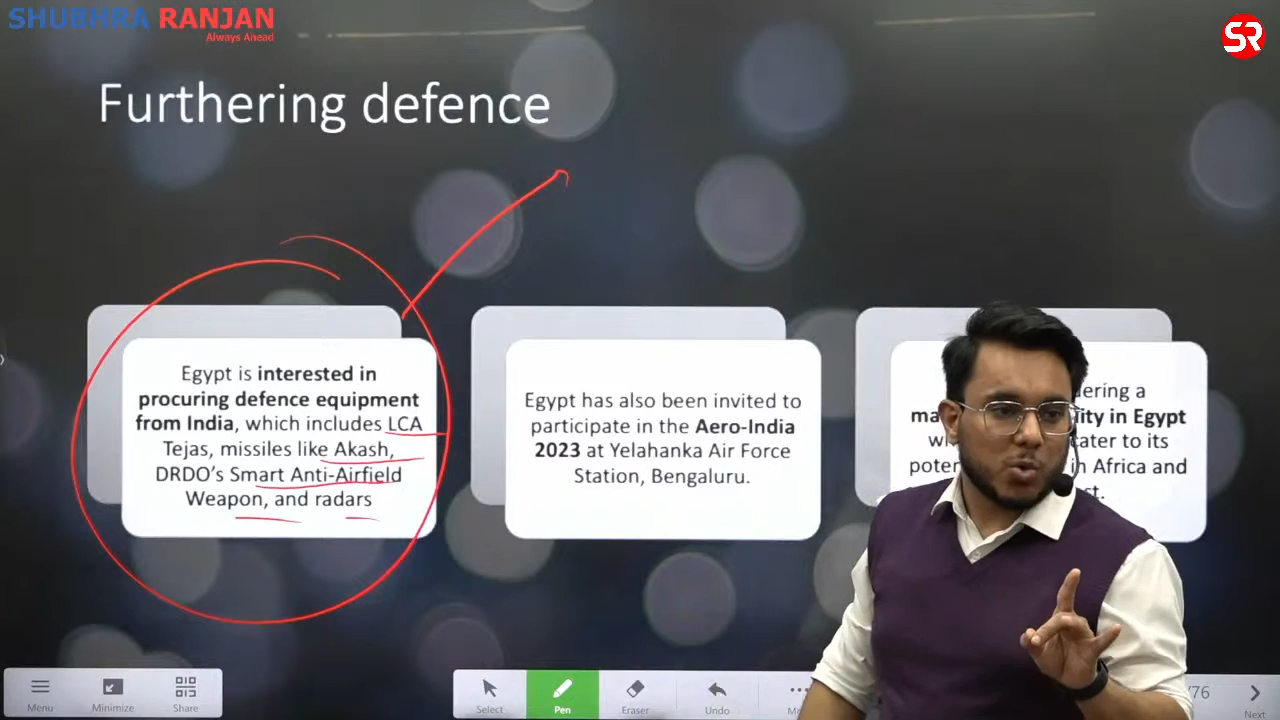 SHUBHRA RANJAN
Always Ahead
SR
Furthering defence
Egypt is interested in
procuring defence equipment
from India, which includes LCA
Tejas, missiles like Akash,
DRDO's Smart Anti-Airfield
Weapon, and radars
Egypt has also been invited to
participate in the Aero-India
2023 at Yelahanka Air Force
Station, Bengaluru.
in Egypt
cater to its
in Africa and
Menu
Minimize
Share
Select
Pen
Eraser
Undo
/76
Next